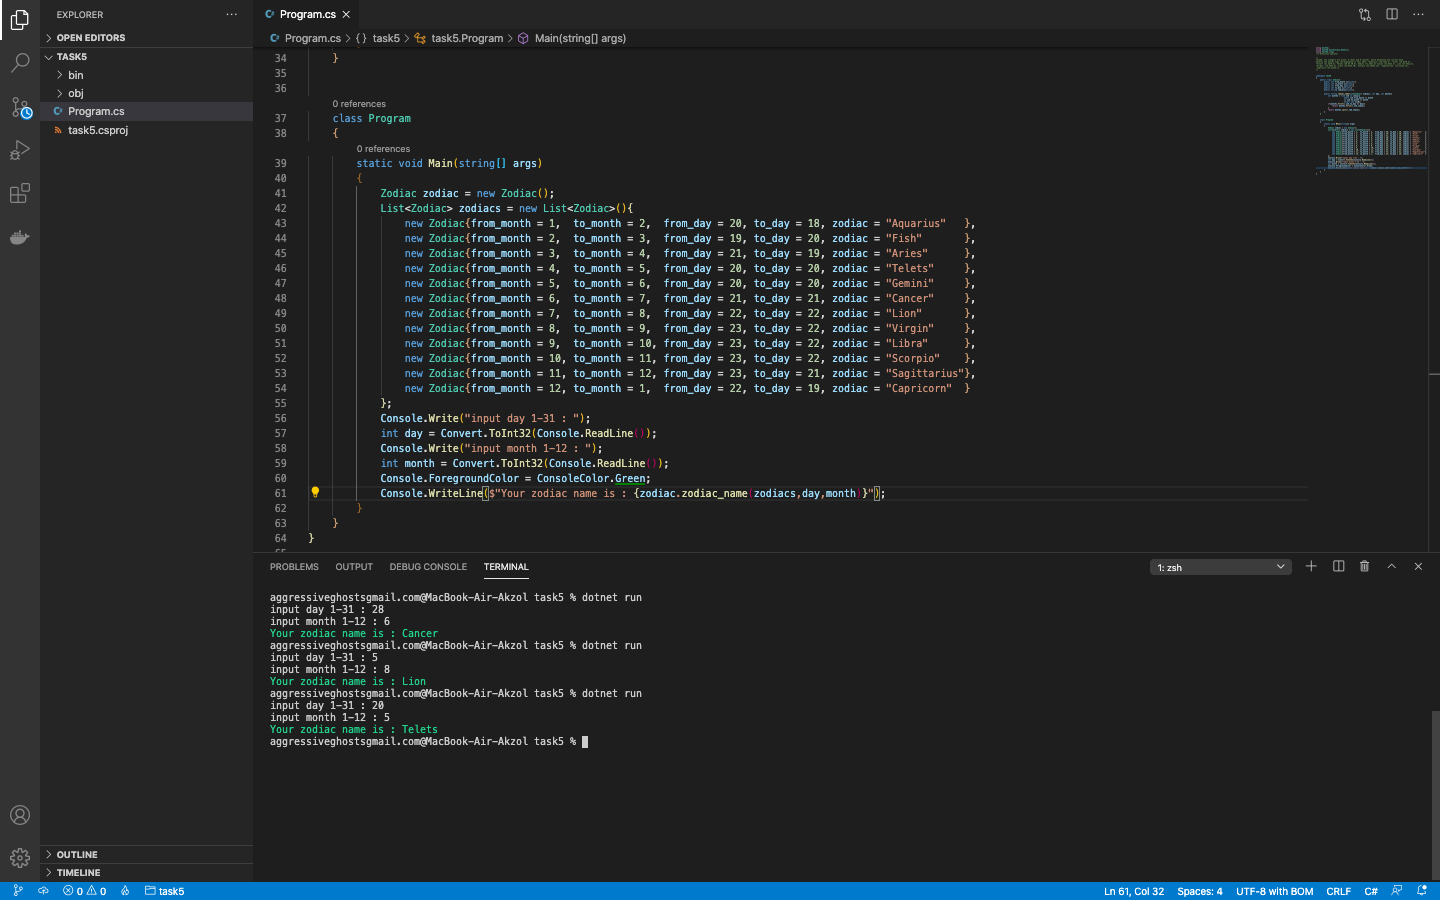 EXPLORER
OPEN EDITORS
TASK5
bin
obj
Program.cs
task5.csproj
OUTLINE
TIMELINE
Program.cs
Program.cs > {} task5 > task5.Program > Main(string[] args)
34 }
35
36
0 references
37 class Program
38 {
0 references
39 static void Main(string[] args)
40 {
41 Zodiac zodiac = new Zodiac();
42 List<Zodiac> zodiacs = new List<Zodiac>(){
43 new Zodiac{from_month = 1, to_month = 2, from_day = 20, to_day = 18, zodiac = "Aquarius" },
44 new Zodiac{from_month = 2, to_month = 3, from_day = 19, to_day = 20, zodiac = "Fish" },
45 new Zodiac{from_month = 3, to_month = 4, from_day = 21, to_day = 19, zodiac = "Aries" },
46 new Zodiac{from_month = 4, to_month = 5, from_day = 20, to_day = 20, zodiac = "Telets" },
47 new Zodiac{from_month = 5, to_month = 6, from_day = 20, to_day = 20, zodiac = "Gemini" },
48 new Zodiac{from_month = 6, to_month = 7, from_day = 21, to_day = 21, zodiac = "Cancer" },
49 new Zodiac{from_month = 7, to_month = 8, from_day = 22, to_day = 22, zodiac = "Lion" },
50 new Zodiac{from_month = 8, to_month = 9, from_day = 23, to_day = 22, zodiac = "Virgin" },
51 new Zodiac{from_month = 9, to_month = 10, from_day = 23, to_day = 22, zodiac = "Libra" },
52 new Zodiac{from_month = 10, to_month = 11, from_day = 23, to_day = 22, zodiac = "Scorpio" },
53 new Zodiac{from_month = 11, to_month = 12, from_day = 23, to_day = 21, zodiac = "Sagittarius"},
54 new Zodiac{from_month = 12, to_month = 1, from_day = 22, to_day = 19, zodiac = "Capricorn" }
55 };
56 Console.Write("input day 1-31 : ");
57 int day = Convert.ToInt32(Console.ReadLine());
58 Console.Write("input month 1-12 : ");
59 int month = Convert.ToInt32(Console.ReadLine());
60 Console.ForegroundColor = ConsoleColor.Green;
61 Console.WriteLine($"Your zodiac name is : {zodiac.zodiac_name(zodiacs,day,month)}");
62 }
63 }
64 }
PROBLEMS OUTPUT DEBUG CONSOLE TERMINAL 1: zsh
aggressiveghostsgmail.com@MacBook-Air-Akzol task5 % dotnet run
input day 1-31 : 28
input month 1-12 : 6
Your zodiac name is : Cancer
aggressiveghostsgmail.com@MacBook-Air-Akzol task5 % dotnet run
input day 1-31 : 5
input month 1-12 : 8
Your zodiac name is : Lion
aggressiveghostsgmail.com@MacBook-Air-Akzol task5 % dotnet run
input day 1-31 : 20
input month 1-12 : 5
Your zodiac name is : Telets
aggressiveghostsgmail.com@MacBook-Air-Akzol task5 %
0 0 task5 Ln 61, Col 32 Spaces: 4 UTF-8 with BOM CRLF C#